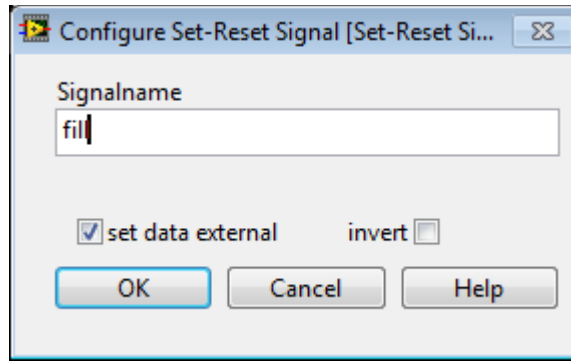 Configure Set-Reset Signal [Set-Reset Si...
Signalname
fill
set data external invert
OK Cancel Help